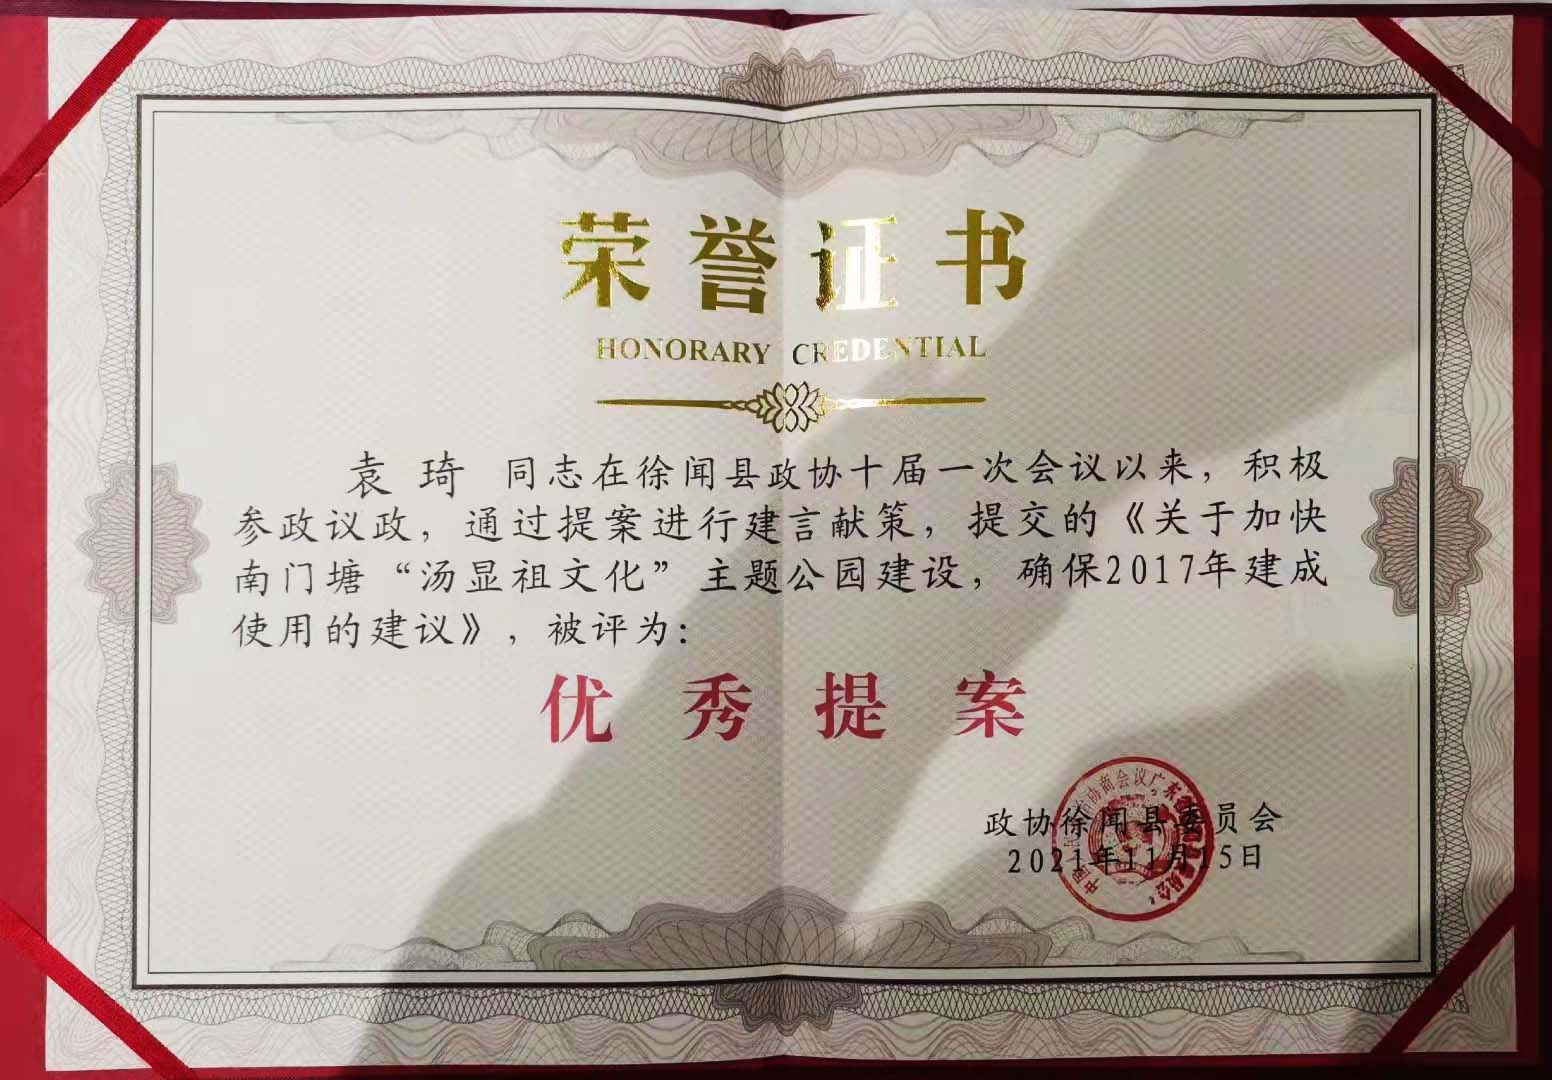 荣誉证书
HONORARY CREDENTIAL
袁琦 同志在徐闻县政协十届一次会议以来，积极
参政议政，通过提案进行建言献策，提交的《关于加快
南门塘“汤显祖文化”主题公园建设，确保2017年建成
使用的建议》，被评为：
优秀提案
政协徐闻县委员会
2021年11月15日